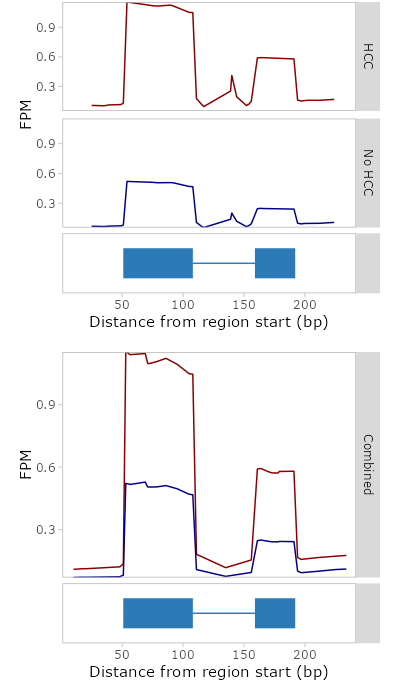 0.9
0.6
0.3
HCC
FPM
0.9
0.6
0.3
No HCC
50 100 150 200
Distance from region start (bp)
0.9
0.6
0.3
FPM
Combined
50 100 150 200
Distance from region start (bp)